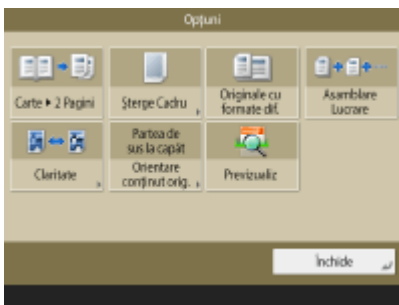 Opțiuni
Carte ▸ 2 Pagini
Șterge Cadru
Originale cu
formate dif.
Asamblare
Lucrare
Claritate
Partea de
sus la capăt
Orientare
conținut orig.
Previzualiz
Închide